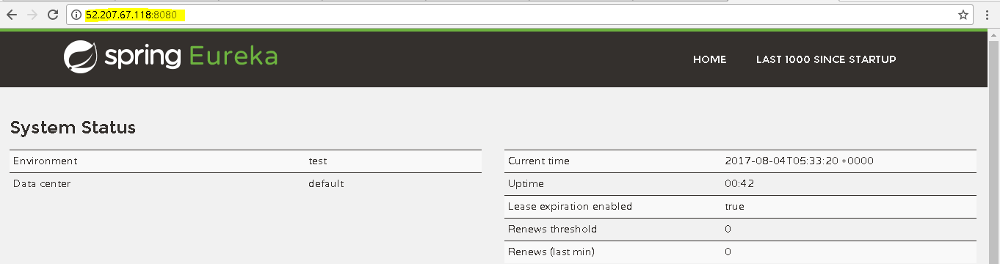 52.207.67.118:8080
spring Eureka
HOME LAST 1000 SINCE STARTUP
System Status
Environment test
Data center default
Current time 2017-08-04T05:33:20 +0000
Uptime 00:42
Lease expiration enabled true
Renews threshold 0
Renews (last min) 0